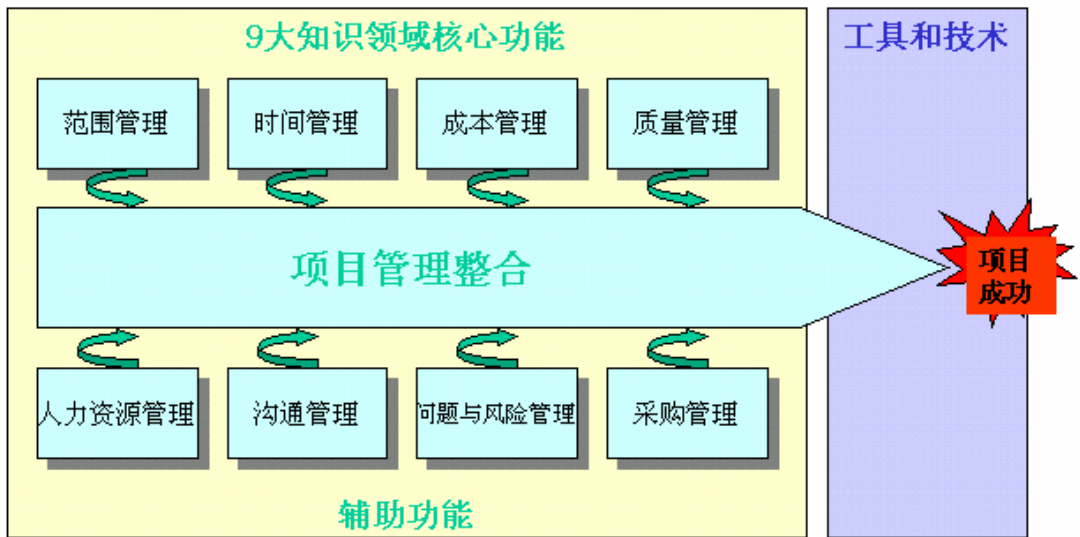 9大知识领域核心功能
工具和技术
范围管理
时间管理
成本管理
质量管理
项目管理整合
项目
成功
人力资源管理
沟通管理
问题与风险管理
采购管理
辅助功能